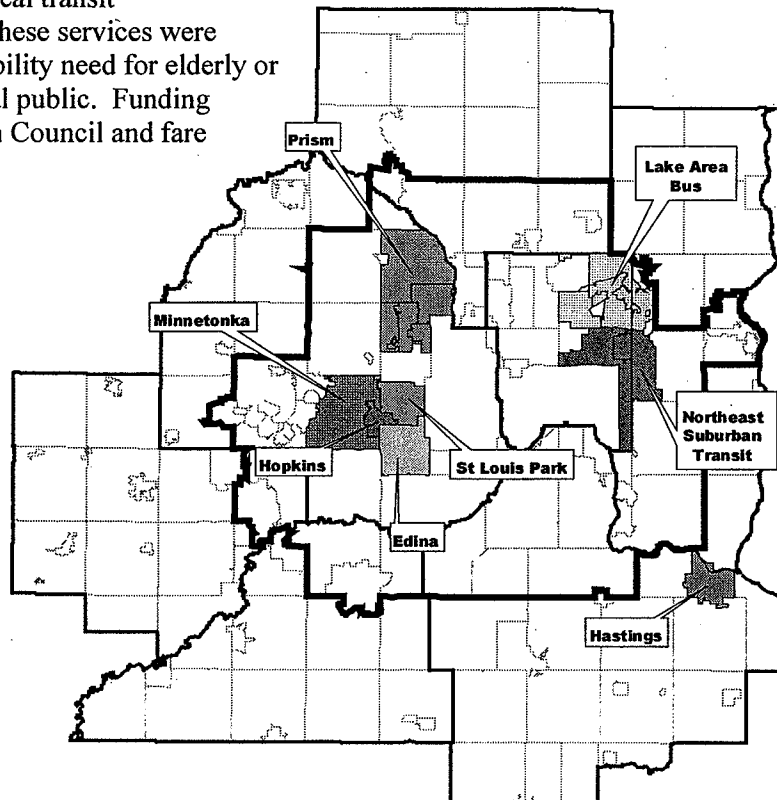 cal transit
hese services were
bility need for elderly or
al public. Funding
n Council and fare
Prism
Lake Area
Bus
Minnetonka
Northeast
Suburban
Transit
Hopkins
St Louis Park
Edina
Hastings